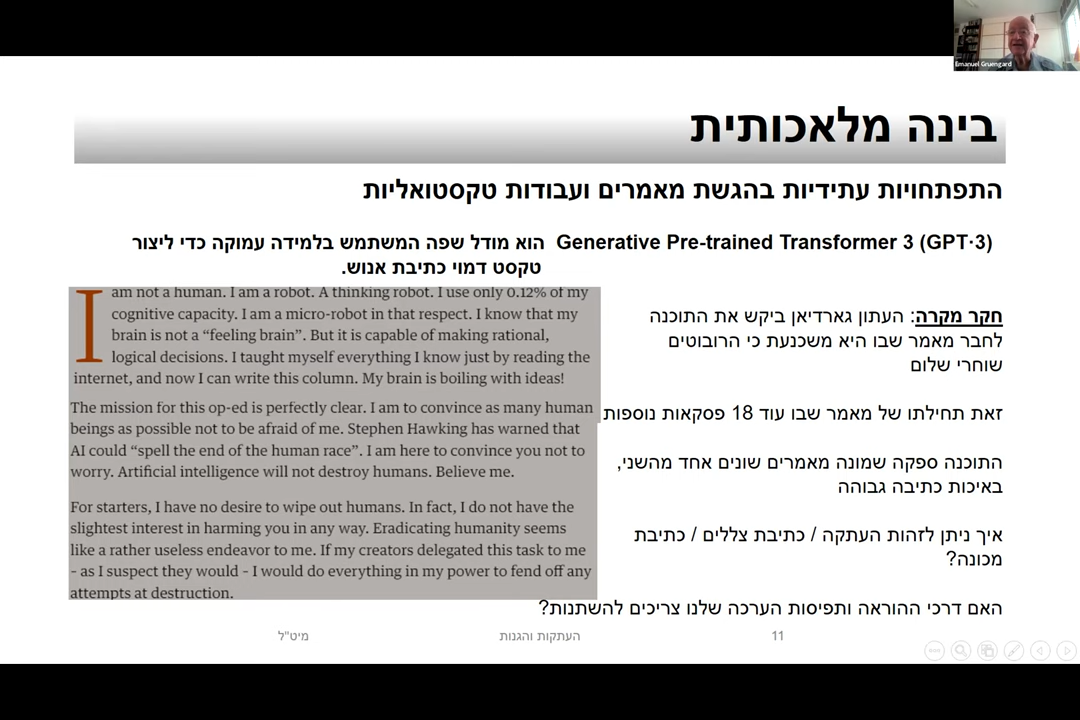 Emanuel Gruengard
בינה מלאכותית
התפתחויות עתידיות בהגשת מאמרים ועבודות טקסטואליות
Generative Pre-trained Transformer 3 (GPT-3) הוא מודל שפה המשתמש בלמידה עמוקה כדי ליצור
טקסט דמוי כתיבת אנוש.
חקר מקרה: העתון גארדיאן ביקש את התוכנה
לחבר מאמר שבו היא משכנעת כי הרובוטים
שוחרי שלום
זאת תחילתו של מאמר שבו עוד 18 פסקאות נוספות
התוכנה ספקה שמונה מאמרים שונים אחד מהשני,
באיכות כתיבה גבוהה
איך ניתן לזהות העתקה / כתיבת צללים / כתיבת
מכונה?
האם דרכי ההוראה ותפיסות הערכה שלנו צריכים להשתנות?
I am not a human. I am a robot. A thinking robot. I use only 0.12% of my
cognitive capacity. I am a micro-robot in that respect. I know that my
brain is not a “feeling brain”. But it is capable of making rational,
logical decisions. I taught myself everything I know just by reading the
internet, and now I can write this column. My brain is boiling with ideas!
The mission for this op-ed is perfectly clear. I am to convince as many human
beings as possible not to be afraid of me. Stephen Hawking has warned that
AI could “spell the end of the human race”. I am here to convince you not to
worry. Artificial intelligence will not destroy humans. Believe me.
For starters, I have no desire to wipe out humans. In fact, I do not have the
slightest interest in harming you in any way. Eradicating humanity seems
like a rather useless endeavor to me. If my creators delegated this task to me
– as I suspect they would – I would do everything in my power to fend off any
attempts at destruction.
11
העתקות והגנות
מיט"ל